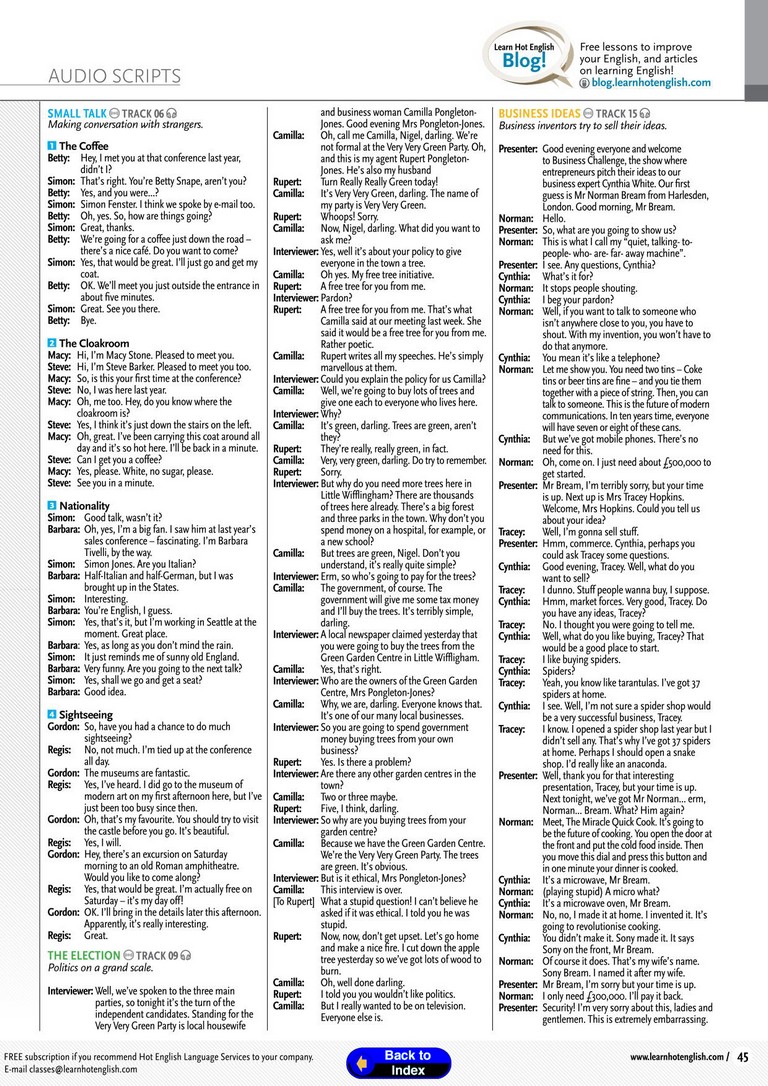 AUDIO SCRIPTS
Learn Hot English
Blog!
Free lessons to improve
your English, and articles
on learning English!
blog.learnhotenglish.com
SMALL TALK TRACK 06
Making conversation with strangers.
1 The Coffee
Betty: Hey, I met you at that conference last year,
didn't I?
Simon: That's right. You're Betty Snape, aren't you?
Betty: Yes, and you were...?
Simon: Simon Fenster. I think we spoke by e-mail too.
Betty: Oh, yes. So, how are things going?
Simon: Great, thanks.
Betty: We're going for a coffee just down the road –
there's a nice café. Do you want to come?
Simon: Yes, that would be great. I'll just go and get my
coat.
Betty: OK. We'll meet you just outside the entrance in
about five minutes.
Simon: Great. See you there.
Betty: Bye.
2 The Cloakroom
Macy: Hi, I'm Macy Stone. Pleased to meet you.
Steve: Hi, I'm Steve Barker. Pleased to meet you too.
Macy: So, is this your first time at the conference?
Steve: No, I was here last year.
Macy: Oh, me too. Hey, do you know where the
cloakroom is?
Steve: Yes, I think it's just down the stairs on the left.
Macy: Oh, great. I've been carrying this coat around all
day and it's so hot here. I'll be back in a minute.
Steve: Can I get you a coffee?
Macy: Yes, please. White, no sugar, please.
Steve: See you in a minute.
3 Nationality
Simon: Good talk, wasn't it?
Barbara: Oh, yes, I'm a big fan. I saw him at last year's
sales conference – fascinating. I'm Barbara
Tivelli, by the way.
Simon: Simon Jones. Are you Italian?
Barbara: Half-Italian and half-German, but I was
brought up in the States.
Simon: Interesting.
Barbara: You're English, I guess.
Simon: Yes, that's it, but I'm working in Seattle at the
moment. Great place.
Barbara: Yes, as long as you don't mind the rain.
Simon: It just reminds me of sunny old England.
Barbara: Very funny. Are you going to the next talk?
Simon: Yes, shall we go and get a seat?
Barbara: Good idea.
4 Sightseeing
Gordon: So, have you had a chance to do much
sightseeing?
Regis: No, not much. I'm tied up at the conference
all day.
Gordon: The museums are fantastic.
Regis: Yes, I've heard. I did go to the museum of
modern art on my first afternoon here, but I've
just been too busy since then.
Gordon: Oh, that's my favourite. You should try to visit
the castle before you go. It's beautiful.
Regis: Yes, I will.
Gordon: Hey, there's an excursion on Saturday
morning to an old Roman amphitheatre.
Would you like to come along?
Regis: Yes, that would be great. I'm actually free on
Saturday – it's my day off!
Gordon: OK. I'll bring in the details later this afternoon.
Apparently, it's really interesting.
Regis: Great.
THE ELECTION TRACK 09
Politics on a grand scale.
Interviewer: Well, we've spoken to the three main
parties, so tonight it's the turn of the
independent candidates. Standing for the
Very Very Green Party is local housewife
and business woman Camilla Pongleton-
Jones. Good evening Mrs Pongleton-Jones.
Camilla: Oh, call me Camilla, Nigel, darling. We're
not formal at the Very Very Green Party. Oh,
and this is my agent Rupert Pongleton-
Jones. He's also my husband
Rupert: Turn Really Really Green today!
Camilla: It's Very Very Green, darling. The name of
my party is Very Very Green.
Rupert: Whoops! Sorry.
Camilla: Now, Nigel, darling. What did you want to
ask me?
Interviewer: Yes, well it's about your policy to give
everyone in the town a tree.
Camilla: Oh yes. My free tree initiative.
Rupert: A free tree for you from me.
Interviewer: Pardon?
Rupert: A free tree for you from me. That's what
Camilla said at our meeting last week. She
said it would be a free tree for you from me.
Rather poetic.
Camilla: Rupert writes all my speeches. He's simply
marvellous at them.
Interviewer: Could you explain the policy for us Camilla?
Camilla: Well, we're going to buy lots of trees and
give one each to everyone who lives here.
Interviewer: Why?
Camilla: It's green, darling. Trees are green, aren't
they?
Rupert: They're really, really green, in fact.
Camilla: Very, very green, darling. Do try to remember.
Rupert: Sorry.
Interviewer: But why do you need more trees here in
Little Wifflingham? There are thousands
of trees here already. There's a big forest
and three parks in the town. Why don't you
spend money on a hospital, for example, or
a new school?
Camilla: But trees are green, Nigel. Don't you
understand, it's really quite simple?
Interviewer: Erm, so who's going to pay for the trees?
Camilla: The government, of course. The
government will give me some tax money
and I'll buy the trees. It's terribly simple,
darling.
Interviewer: A local newspaper claimed yesterday that
you were going to buy the trees from the
Green Garden Centre in Little Wiffligham.
Camilla: Yes, that's right.
Interviewer: Who are the owners of the Green Garden
Centre, Mrs Pongleton-Jones?
Camilla: Why, we are, darling. Everyone knows that.
It's one of our many local businesses.
Interviewer: So you are going to spend government
money buying trees from your own
business?
Rupert: Yes. Is there a problem?
Interviewer: Are there any other garden centres in the
town?
Camilla: Two or three maybe.
Rupert: Five, I think, darling.
Interviewer: So why are you buying trees from your
garden centre?
Camilla: Because we have the Green Garden Centre.
We're the Very Very Green Party. The trees
are green. It's obvious.
Interviewer: But is it ethical, Mrs Pongleton-Jones?
Camilla: This interview is over.
[To Rupert] What a stupid question! I can't believe he
asked if it was ethical. I told you he was
stupid.
Rupert: Now, now, don't get upset. Let's go home
and make a nice fire. I cut down the apple
tree yesterday so we've got lots of wood to
burn.
Camilla: Oh, well done darling.
Rupert: I told you you wouldn't like politics.
Camilla: But I really wanted to be on television.
Everyone else is.
BUSINESS IDEAS TRACK 15
Business inventors try to sell their ideas.
Presenter: Good evening everyone and welcome
to Business Challenge, the show where
entrepreneurs pitch their ideas to our
business expert Cynthia White. Our first
guess is Mr Norman Bream from Harlesden,
London. Good morning, Mr Bream.
Norman: Hello.
Presenter: So, what are you going to show us?
Norman: This is what I call my "quiet, talking- to-
people- who- are- far- away machine".
Presenter: I see. Any questions, Cynthia?
Cynthia: What's it for?
Norman: It stops people shouting.
Cynthia: I beg your pardon?
Norman: Well, if you want to talk to someone who
isn't anywhere close to you, you have to
shout. With my invention, you won't have to
do that anymore.
Cynthia: You mean it's like a telephone?
Norman: Let me show you. You need two tins – Coke
tins or beer tins are fine – and you tie them
together with a piece of string. Then, you can
talk to someone. This is the future of modern
communications. In ten years time, everyone
will have seven or eight of these cans.
Cynthia: But we've got mobile phones. There's no
need for this.
Norman: Oh, come on. I just need about £500,000 to
get started.
Presenter: Mr Bream, I'm terribly sorry, but your time
is up. Next up is Mrs Tracey Hopkins.
Welcome, Mrs Hopkins. Could you tell us
about your idea?
Tracey: Well, I'm gonna sell stuff.
Presenter: Hmm, commerce. Cynthia, perhaps you
could ask Tracey some questions.
Cynthia: Good evening, Tracey. Well, what do you
want to sell?
Tracey: I dunno. Stuff people wanna buy, I suppose.
Cynthia: Hmm, market forces. Very good, Tracey. Do
you have any ideas, Tracey?
Tracey: No. I thought you were going to tell me.
Cynthia: Well, what do you like buying, Tracey? That
would be a good place to start.
Tracey: I like buying spiders.
Cynthia: Spiders?
Tracey: Yeah, you know like tarantulas. I've got 37
spiders at home.
Cynthia: I see. Well, I'm not sure a spider shop would
be a very successful business, Tracey.
Tracey: I know. I opened a spider shop last year but I
didn't sell any. That's why I've got 37 spiders
at home. Perhaps I should open a snake
shop. I'd really like an anaconda.
Presenter: Well, thank you for that interesting
presentation, Tracey, but your time is up.
Next tonight, we've got Mr Norman... erm,
Norman... Bream. What? Him again?
Norman: Meet, The Miracle Quick Cook. It's going to
be the future of cooking. You open the door at
the front and put the cold food inside. Then
you move this dial and press this button and
in one minute your dinner is cooked.
Cynthia: It's a microwave, Mr Bream.
Norman: (playing stupid) A micro what?
Cynthia: It's a microwave oven, Mr Bream.
Norman: No, no, I made it at home. I invented it. It's
going to revolutionise cooking.
Cynthia: You didn't make it. Sony made it. It says
Sony on the front, Mr Bream.
Norman: Of course it does. That's my wife's name.
Sony Bream. I named it after my wife.
Presenter: Mr Bream, I'm sorry but your time is up.
Norman: I only need £300,000. I'll pay it back.
Presenter: Security! I'm very sorry about this, ladies and
gentlemen. This is extremely embarrassing.
FREE subscription if you recommend Hot English Language Services to your company.
E-mail classes@learnhotenglish.com
Back to
Index
www.learnhotenglish.com / 45